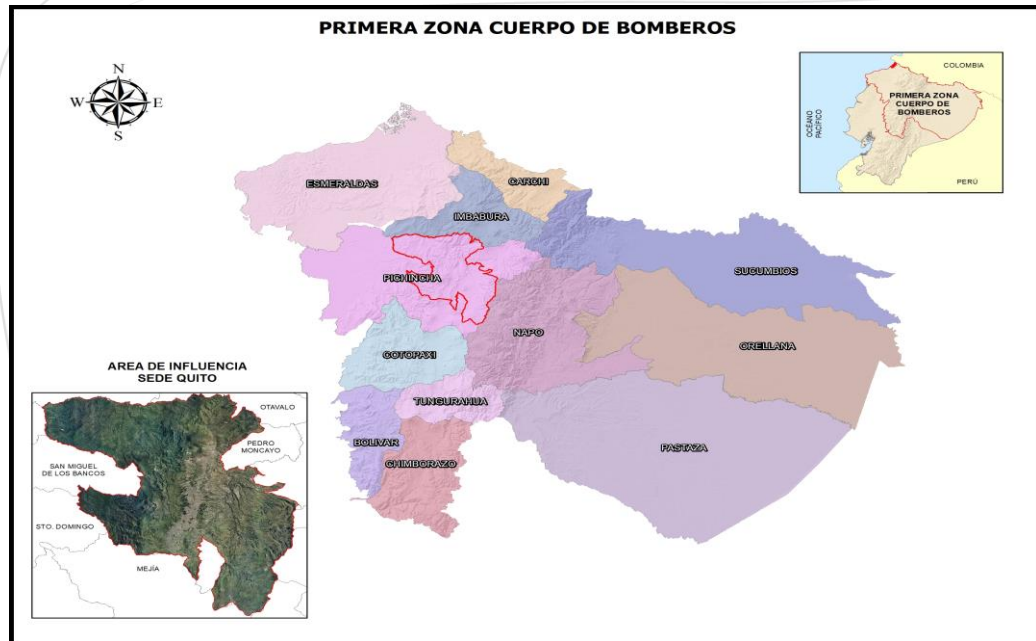 PRIMERA ZONA CUERPO DE BOMBEROS
N
W
E
S
COLOMBIA
PRIMERA ZONA
CUERPO DE
BOMBEROS
OCÉANO
PACÍFICO
PERÚ
ESMERALDAS
CARCHI
IMBABURA
SUCUMBIOS
PICHINCHA
NAPO
ORELLANA
COTOPAXI
TUNGURAHUA
BOLIVAR
PASTAZA
CHIMBORAZO
AREA DE INFLUENCIA
SEDE QUITO
OTAVALO
PEDRO
MONCAYO
SAN MIGUEL
DE LOS BANCOS
STO. DOMINGO
MEJÍA